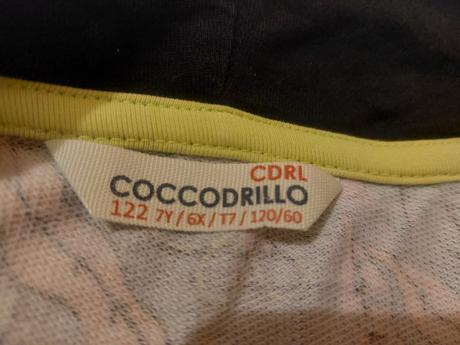 CDRL
COCCODRILLO
122 7Y / 6X / T7 / 120/60